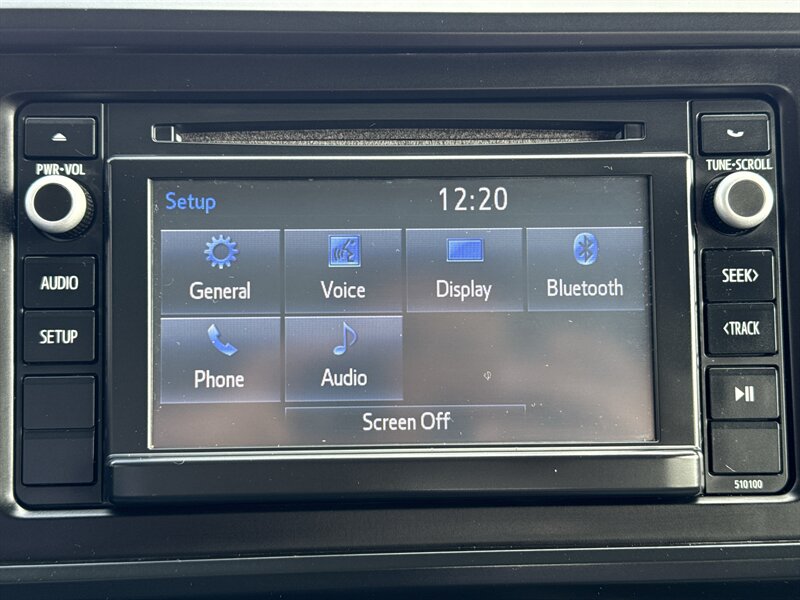 PWR•VOL
TUNE•SCROLL
Setup
12:20
AUDIO
SETUP
General
Voice
Display
Bluetooth
Phone
Audio
Screen Off
SEEK>
<TRACK
510100